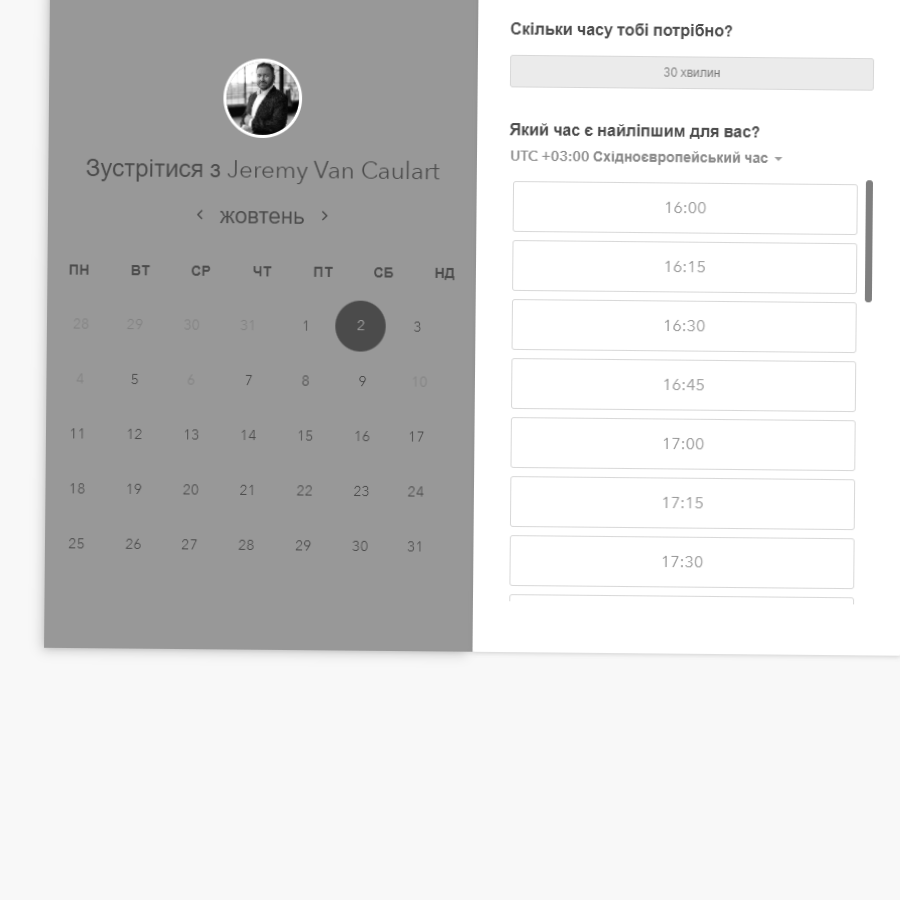 Зустрітися з Jeremy Van Caulart
‹ жовтень ›
ПН ВТ СР ЧТ ПТ СБ НД
28 29 30 31 1 2 3
4 5 6 7 8 9 10
11 12 13 14 15 16 17
18 19 20 21 22 23 24
25 26 27 28 29 30 31
Скільки часу тобі потрібно?
30 хвилин
Який час є найліпшим для вас?
UTC +03:00 Східноєвропейський час
16:00
16:15
16:30
16:45
17:00
17:15
17:30